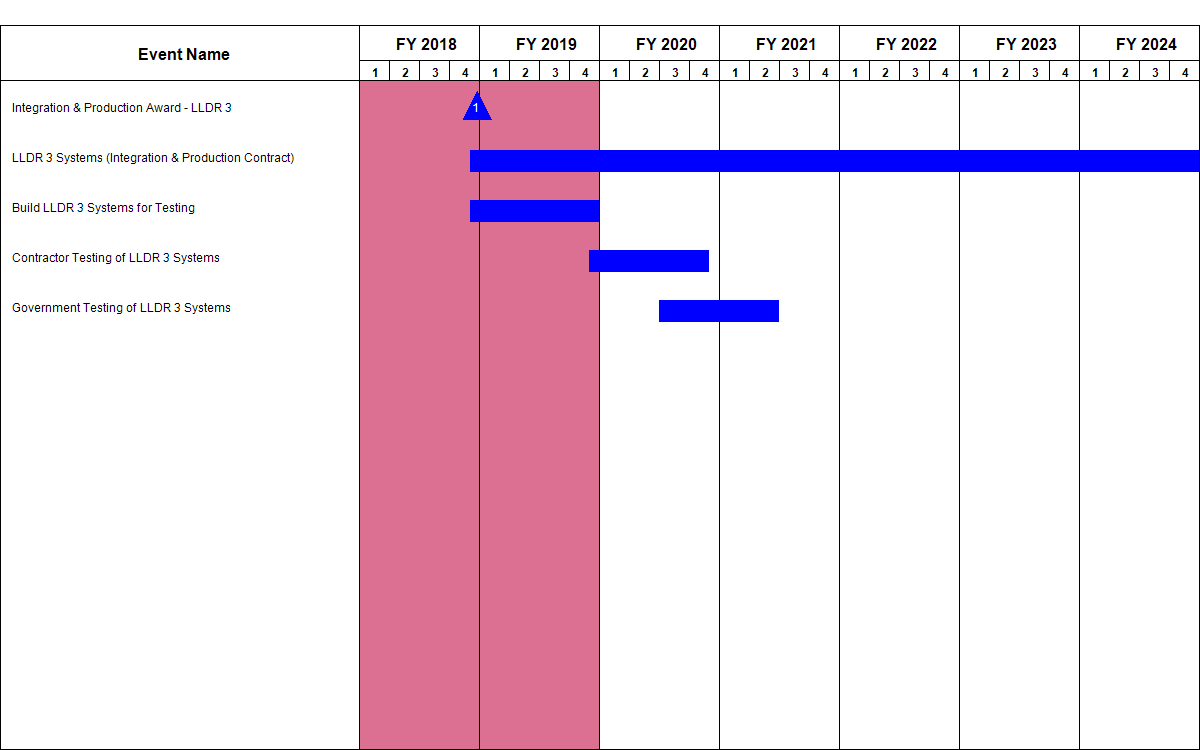 Event Name
FY 2018 FY 2019 FY 2020 FY 2021 FY 2022 FY 2023 FY 2024
1 2 3 4 1 2 3 4 1 2 3 4 1 2 3 4 1 2 3 4 1 2 3 4 1 2 3 4
Integration & Production Award - LLDR 3
1
LLDR 3 Systems (Integration & Production Contract)
Build LLDR 3 Systems for Testing
Contractor Testing of LLDR 3 Systems
Government Testing of LLDR 3 Systems